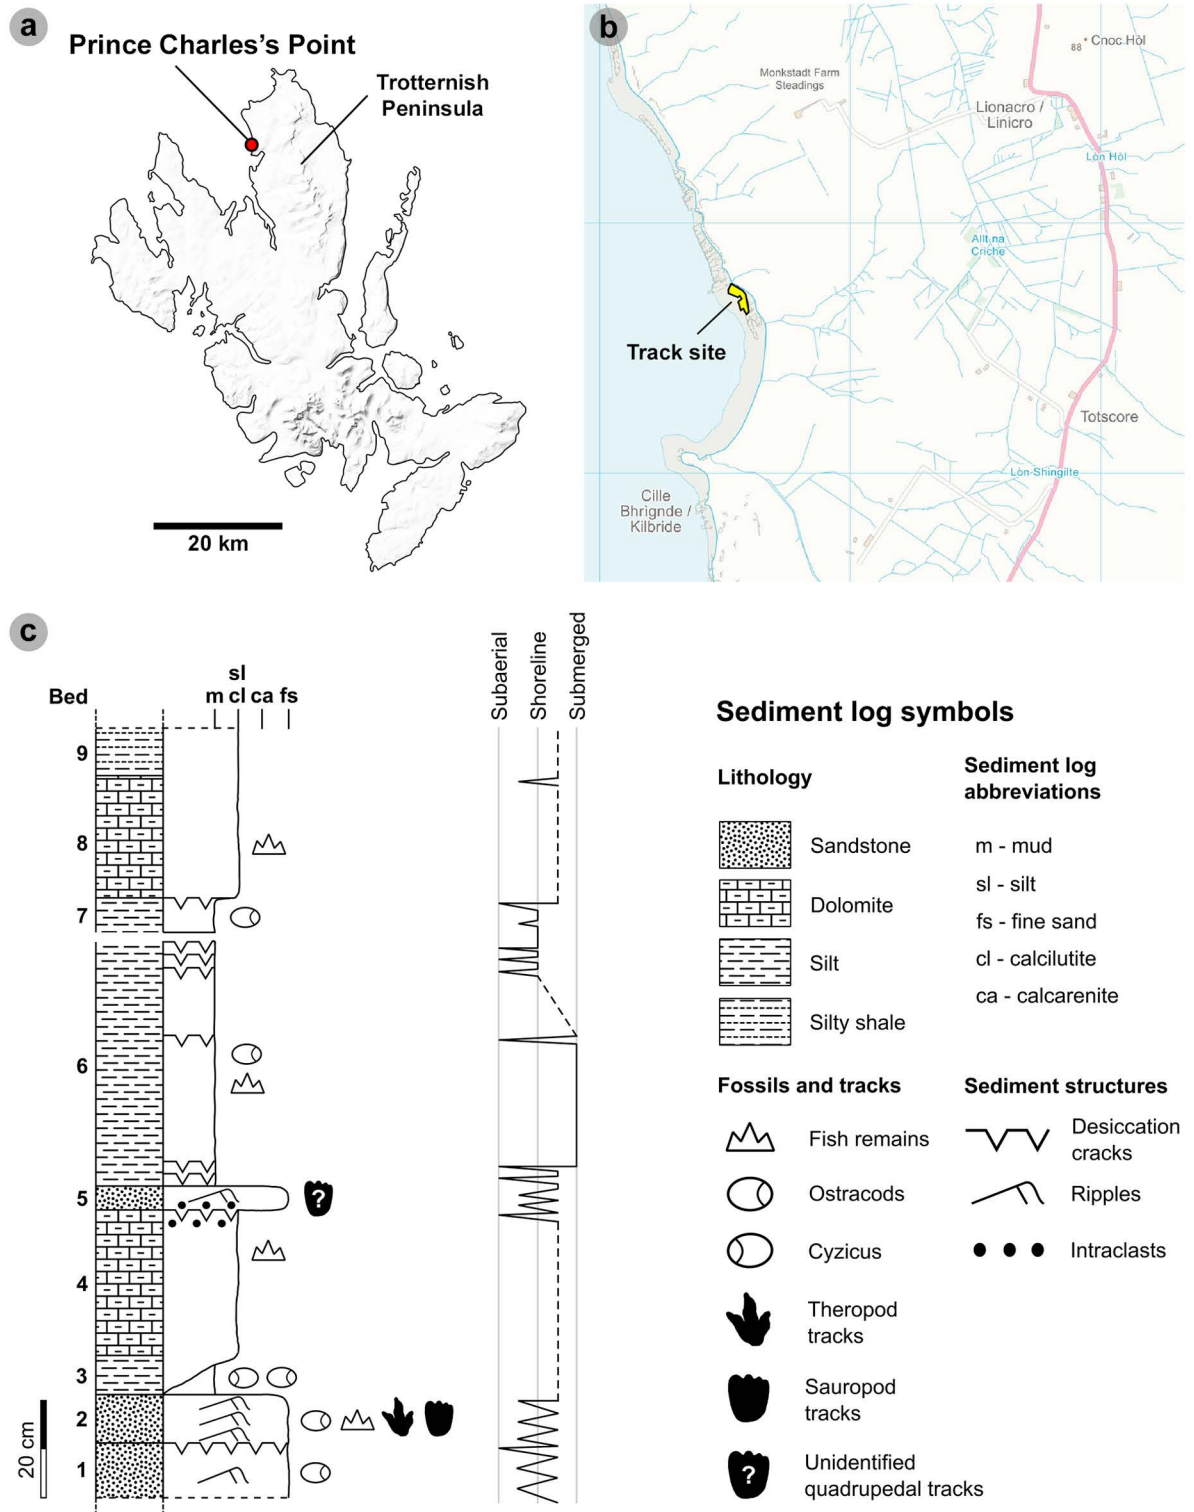 a
Prince Charles's Point
Trotternish
Peninsula
20 km
b
88
Cnoc Hòl
Monkstadt Farm
Steadings
Lionacro /
Linicro
Lòn Hòl
Allt na
Criche
Track site
Totscore
Lòn Shingilte
Cille
Bhrìgnde /
Kilbride
c
Bed
sl
m cl ca fs
Subaerial
Shoreline
Submerged
9
8
7
6
5
?
4
3
2
1
20 cm
Sediment log symbols
Lithology
Sandstone
Dolomite
Silt
Silty shale
Sediment log
abbreviations
m - mud
sl - silt
fs - fine sand
cl - calcilutite
ca - calcarenite
Fossils and tracks
Fish remains
Ostracods
Cyzicus
Theropod
tracks
Sauropod
tracks
?
Unidentified
quadrupedal tracks
Sediment structures
Desiccation
cracks
Ripples
Intraclasts